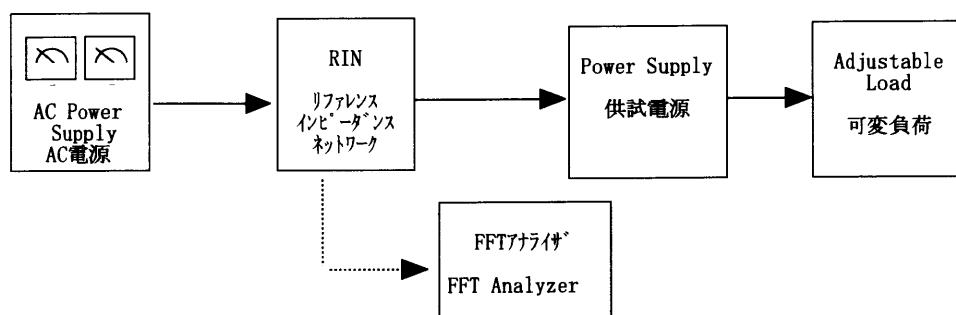 AC Power
Supply
AC電源
RIN
リファレンス
インピーダンス
ネットワーク
Power Supply
供試電源
Adjustable
Load
可変負荷
FFTアナライザ
FFT Analyzer